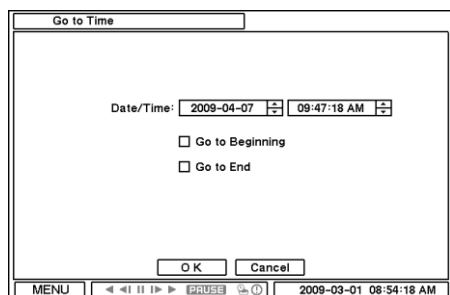 Go to Time
Date/Time: 2009-04-07 09:47:18 AM
Go to Beginning
Go to End
OK Cancel
MENU PAUSE 2009-03-01 08:54:18 AM